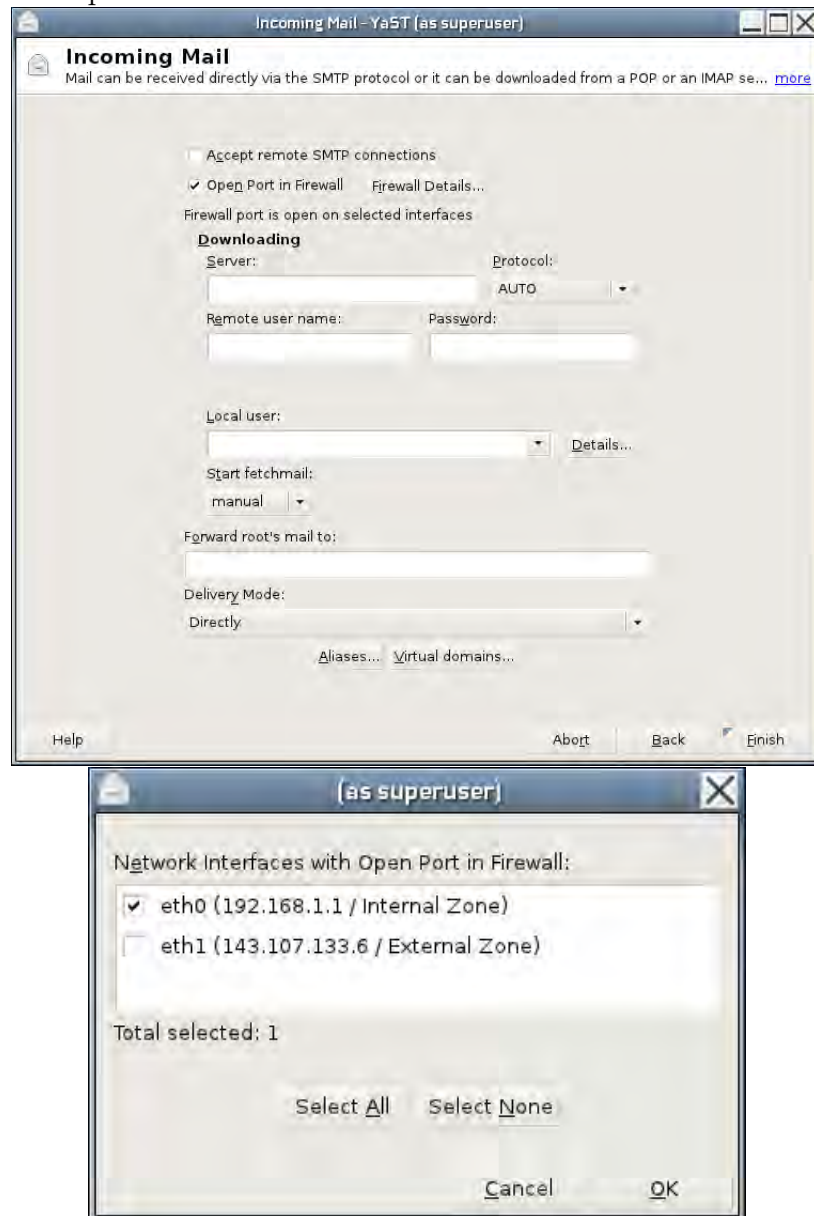 Incoming Mail - YaST (as superuser)
Incoming Mail
Mail can be received directly via the SMTP protocol or it can be downloaded from a POP or an IMAP se... more
Accept remote SMTP connections
Open Port in Firewall Firewall Details...
Firewall port is open on selected interfaces
Downloading
Server: Protocol:
AUTO
Remote user name: Password:
Local user:
Details...
Start fetchmail:
manual
Forward root's mail to:
Delivery Mode:
Directly
Aliases... Virtual domains...
Help Abort Back Finish
(as superuser)
Network Interfaces with Open Port in Firewall:
eth0 (192.168.1.1 / Internal Zone)
eth1 (143.107.133.6 / External Zone)
Total selected: 1
Select All Select None
Cancel OK